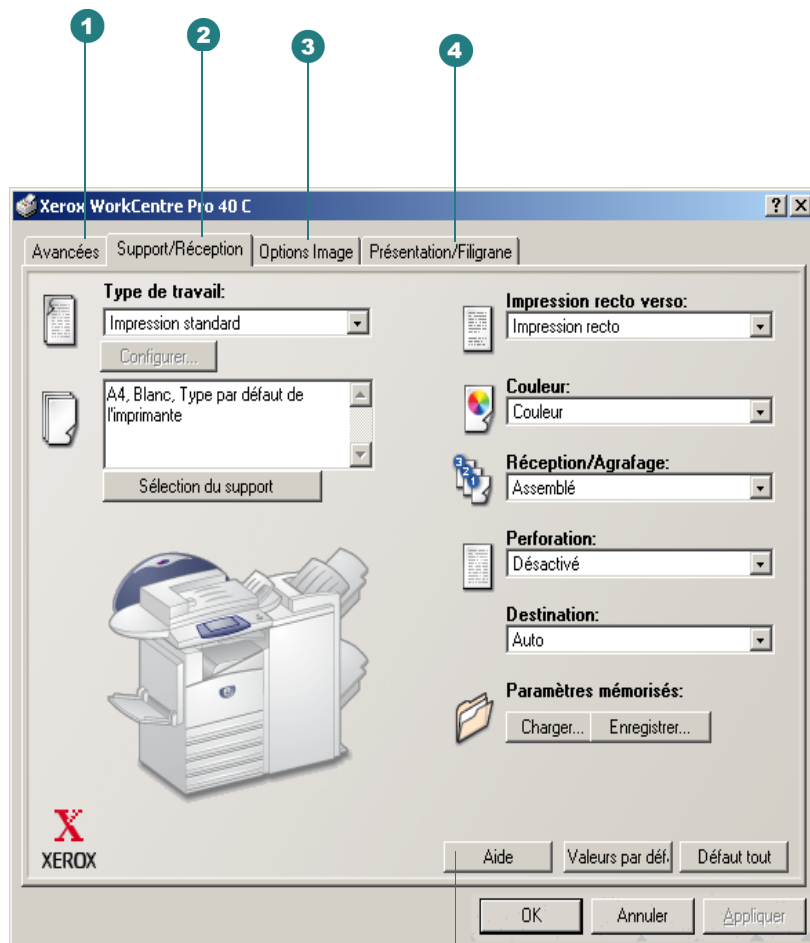 1
2
3
4
Xerox WorkCentre Pro 40 C
Avancées
Support/Réception
Options Image
Présentation/Filigrane
Type de travail:
Impression standard
Configurer...
A4, Blanc, Type par défaut de
l'imprimante
Sélection du support
Impression recto verso:
Impression recto
Couleur:
Couleur
3
2
1
Réception/Agrafage:
Assemblé
Perforation:
Désactivé
Destination:
Auto
Paramètres mémorisés:
Charger...
Enregistrer...
X
XEROX
Aide
Valeurs par déf.
Défaut tout
OK
Annuler
Appliquer